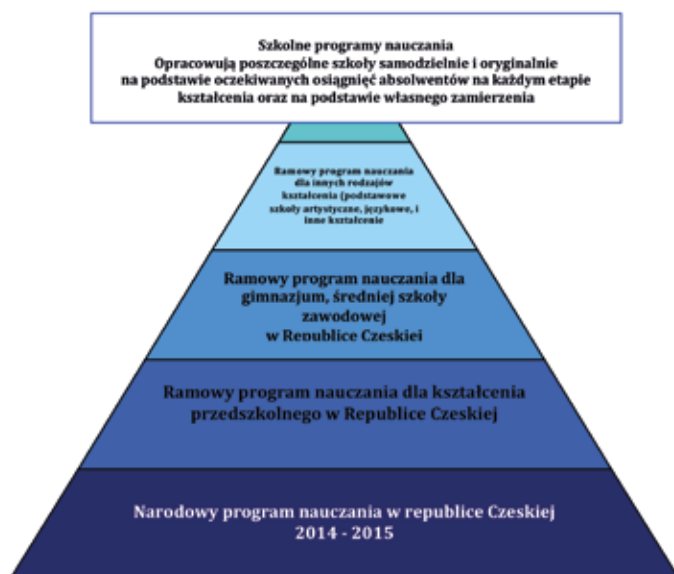 Szkolne programy nauczania
Opracowują poszczególne szkoły samodzielnie i oryginalnie
na podstawie oczekiwanych osiągnięć absolwentów na każdym etapie
kształcenia oraz na podstawie własnego zamierzenia
Ramowy program nauczania
dla innych rodzajów
kształcenia (podstawowe
szkoły artystyczne, językowe, i
inne kształcenie
Ramowy program nauczania dla
gimnazjum, średniej szkoły
zawodowej
w Republice Czeskiej
Ramowy program nauczania dla kształcenia
przedszkolnego w Republice Czeskiej
Narodowy program nauczania w republice Czeskiej
2014 - 2015